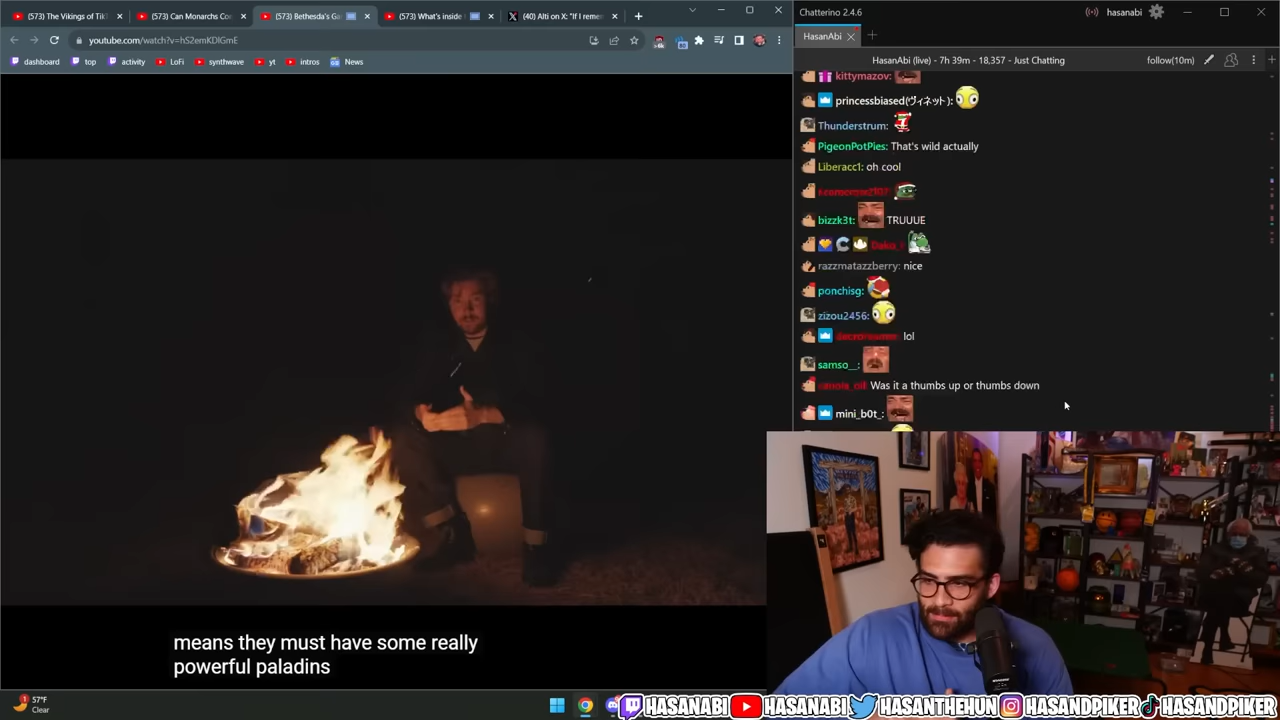 (573) The Vikings of TikT
(573) Can Monarchs Co
(573) Bethesda's Ga
(573) What's inside
(40) Alti on X: "If I remem
youtube.com/watch?v=hS2emKDlGmE
dashboard
top
activity
LoFi
synthwave
yt
intros
News
means they must have some really
powerful paladins
57°F
Clear
Chatterino 2.4.6
hasanabi
HasanAbi
HasanAbi (live) - 7h 39m - 18,357 - Just Chatting
follow(10m)
kittymazov:
princessbiased(ヴィネット):
Thunderstrum:
PigeonPotPies: That's wild actually
Liberacc1: oh cool
bizzk3t: TRUUUE
razzmatazzberry: nice
ponchisg:
zizou2456:
lol
samso__:
Was it a thumbs up or thumbs down
mini_b0t_:
HASANABI
HASANABI
HASANTHEHUN
HASANDPIKER
HASANDPIKER